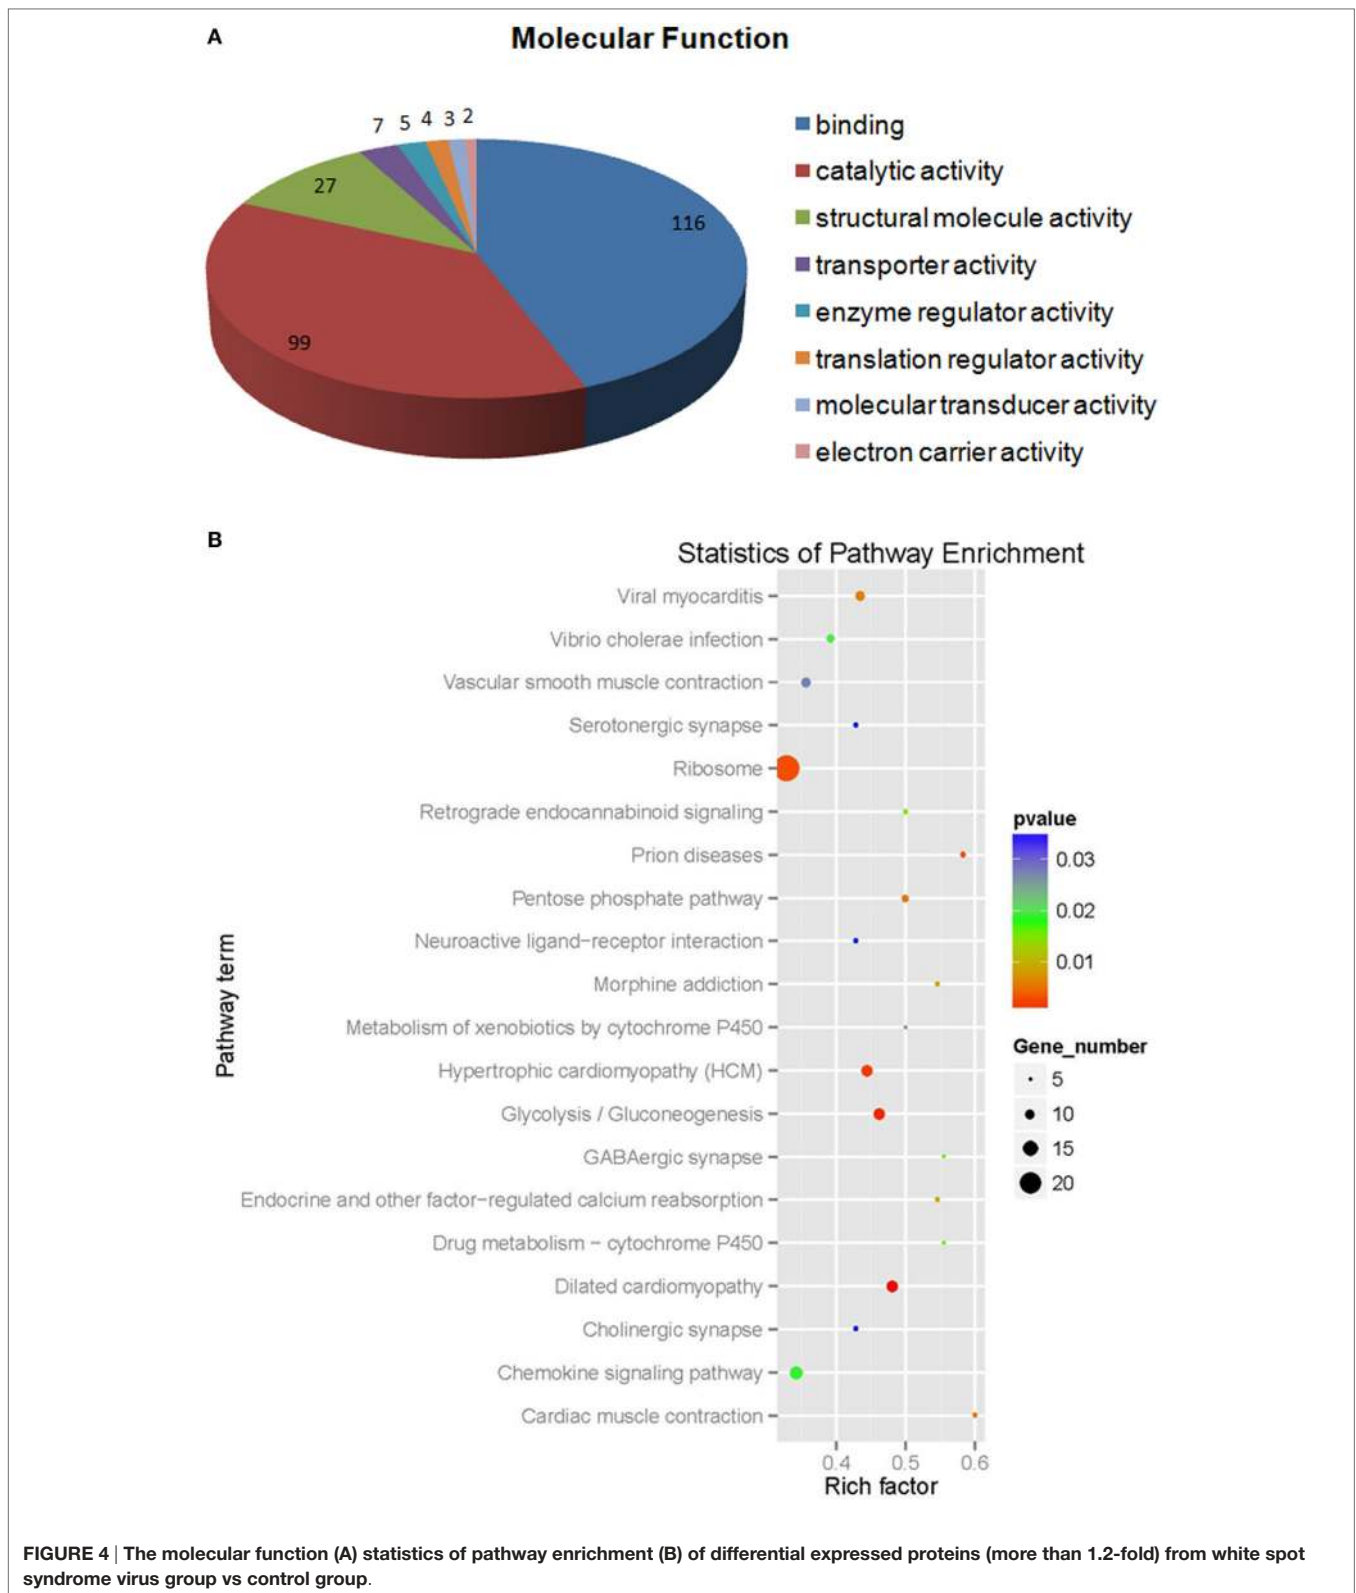 A
Molecular Function
7 5 4 3 2
27
116
99
binding
catalytic activity
structural molecule activity
transporter activity
enzyme regulator activity
translation regulator activity
molecular transducer activity
electron carrier activity
B
Statistics of Pathway Enrichment
Pathway term
Viral myocarditis
Vibrio cholerae infection
Vascular smooth muscle contraction
Serotonergic synapse
Ribosome
Retrograde endocannabinoid signaling
Prion diseases
Pentose phosphate pathway
Neuroactive ligand−receptor interaction
Morphine addiction
Metabolism of xenobiotics by cytochrome P450
Hypertrophic cardiomyopathy (HCM)
Glycolysis / Gluconeogenesis
GABAergic synapse
Endocrine and other factor−regulated calcium reabsorption
Drug metabolism − cytochrome P450
Dilated cardiomyopathy
Cholinergic synapse
Chemokine signaling pathway
Cardiac muscle contraction
0.4 0.5 0.6
Rich factor
pvalue
0.03
0.02
0.01
Gene_number
5
10
15
20
FIGURE 4 | The molecular function (A) statistics of pathway enrichment (B) of differential expressed proteins (more than 1.2-fold) from white spot
syndrome virus group vs control group.